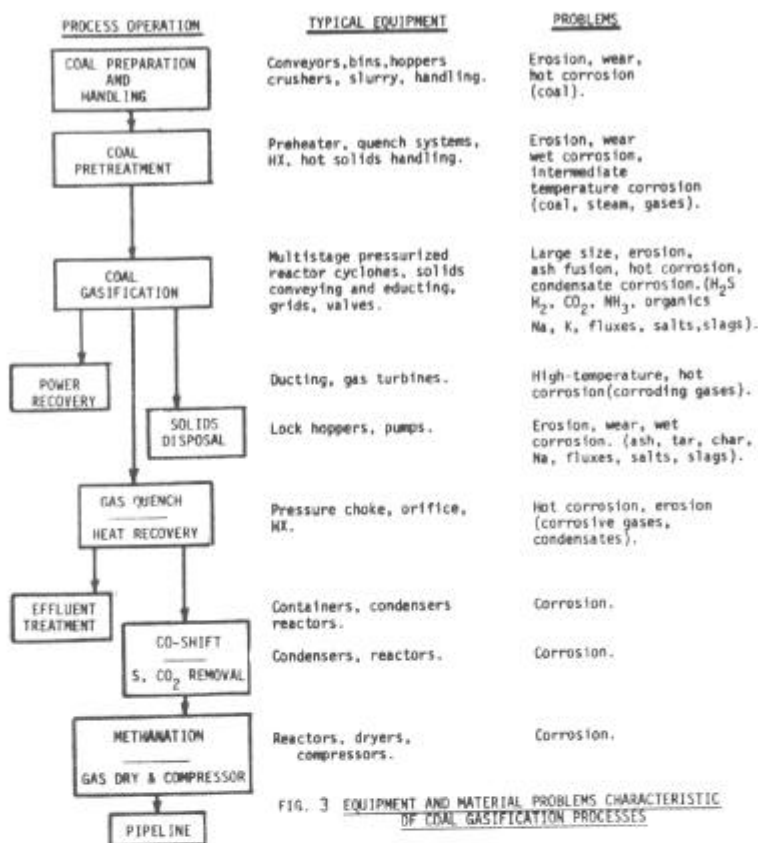 PROCESS OPERATION
TYPICAL EQUIPMENT
PROBLEMS
COAL PREPARATION
AND
HANDLING
Conveyors,bins,hoppers
crushers, slurry, handling.
Erosion, wear,
hot corrosion
(coal).
COAL
PRETREATMENT
Preheater, quench systems,
HX, hot solids handling.
Erosion, wear
wet corrosion,
intermediate
temperature corrosion
(coal, steam, gases).
COAL
GASIFICATION
Multistage pressurized
reactor cyclones, solids
conveying and educting,
grids, valves.
Large size, erosion,
ash fusion, hot corrosion,
condensate corrosion.(H2S
H2, CO2, NH3, organics
Na, K, fluxes, salts,slags).
POWER
RECOVERY
Ducting, gas turbines.
High-temperature, hot
corrosion(corroding gases).
SOLIDS
DISPOSAL
Lock hoppers, pumps.
Erosion, wear, wet
corrosion. (ash, tar, char,
Na, fluxes, salts, slags).
GAS QUENCH
HEAT RECOVERY
Pressure choke, orifice,
HX.
Hot corrosion, erosion
(corrosive gases,
condensates).
EFFLUENT
TREATMENT
Containers, condensers
reactors.
Corrosion.
CO-SHIFT
S, CO2 REMOVAL
Condensers, reactors.
Corrosion.
METHANATION
GAS DRY & COMPRESSOR
Reactors, dryers,
compressors.
Corrosion.
PIPELINE
FIG. 3 EQUIPMENT AND MATERIAL PROBLEMS CHARACTERISTIC
OF COAL GASIFICATION PROCESSES